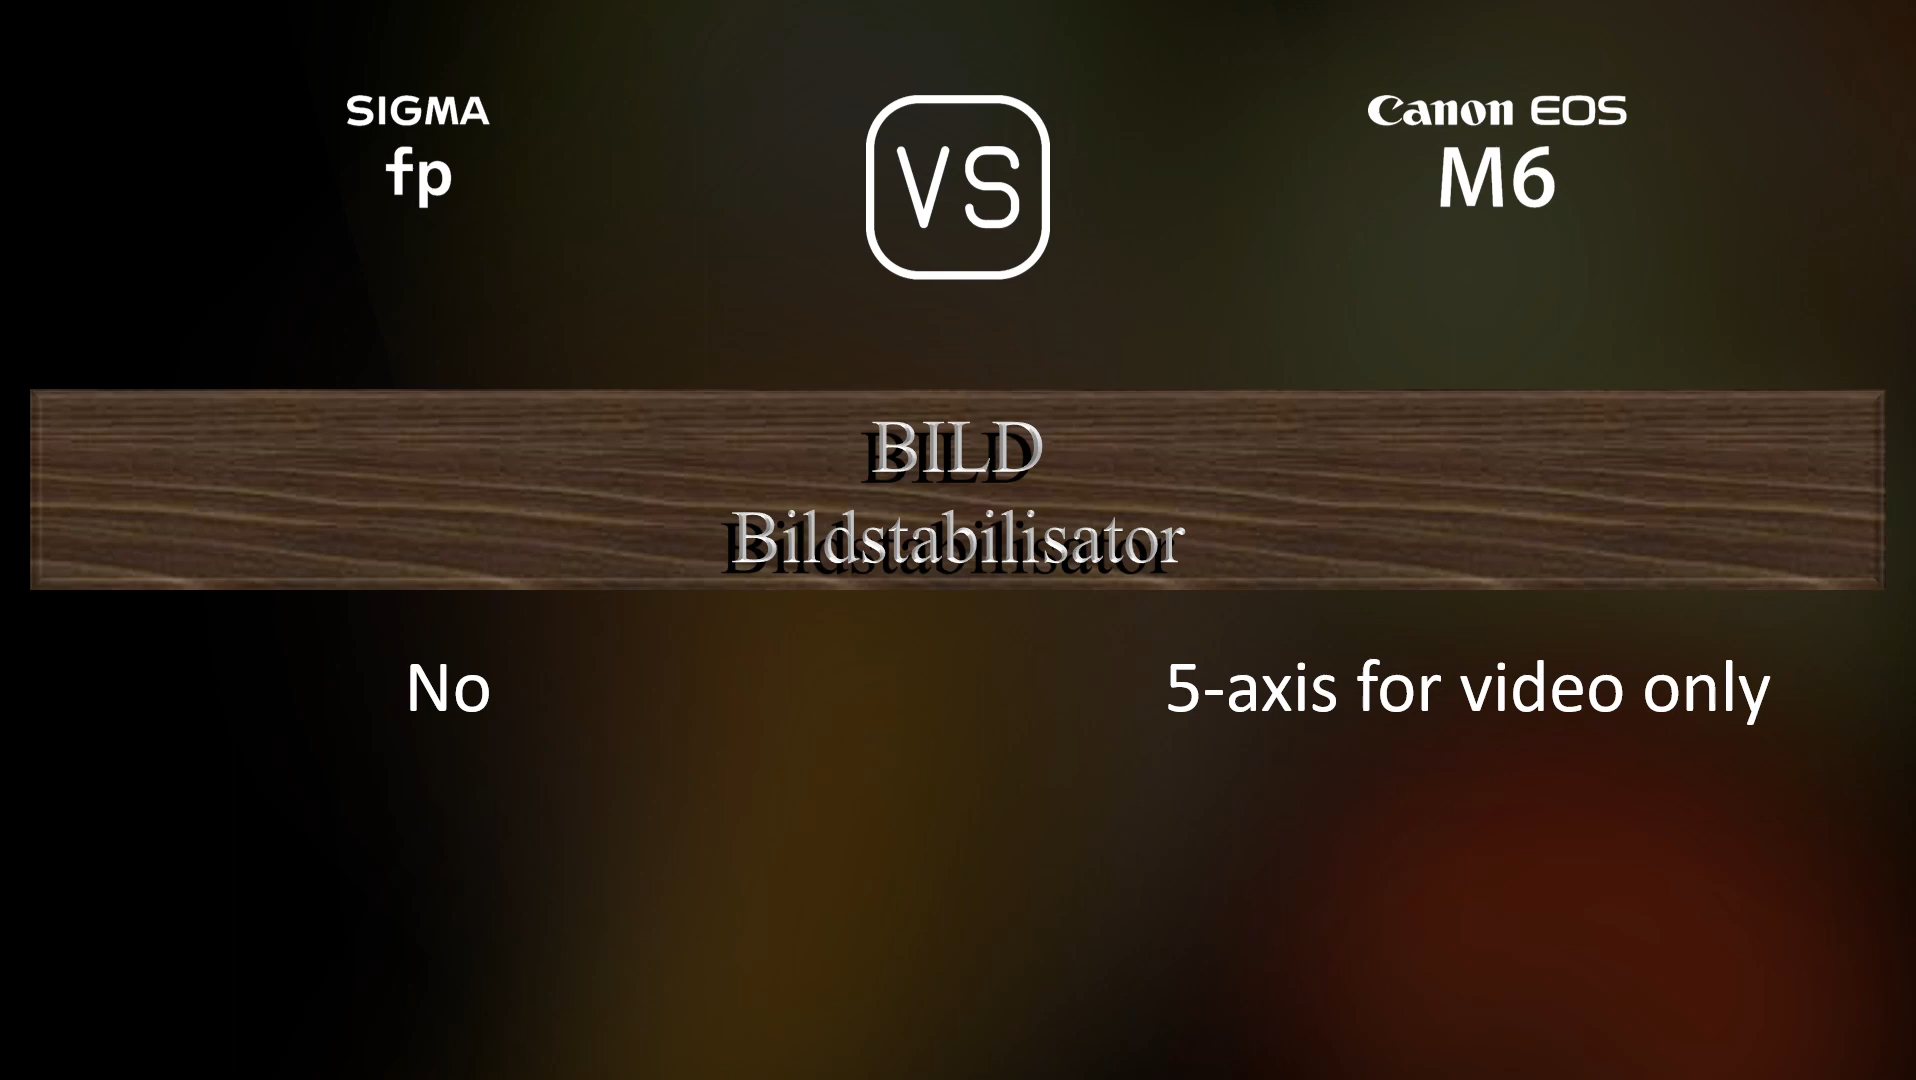 SIGMA
fp
VS
Canon EOS
M6
BILD
Bildstabilisator
No
5-axis for video only